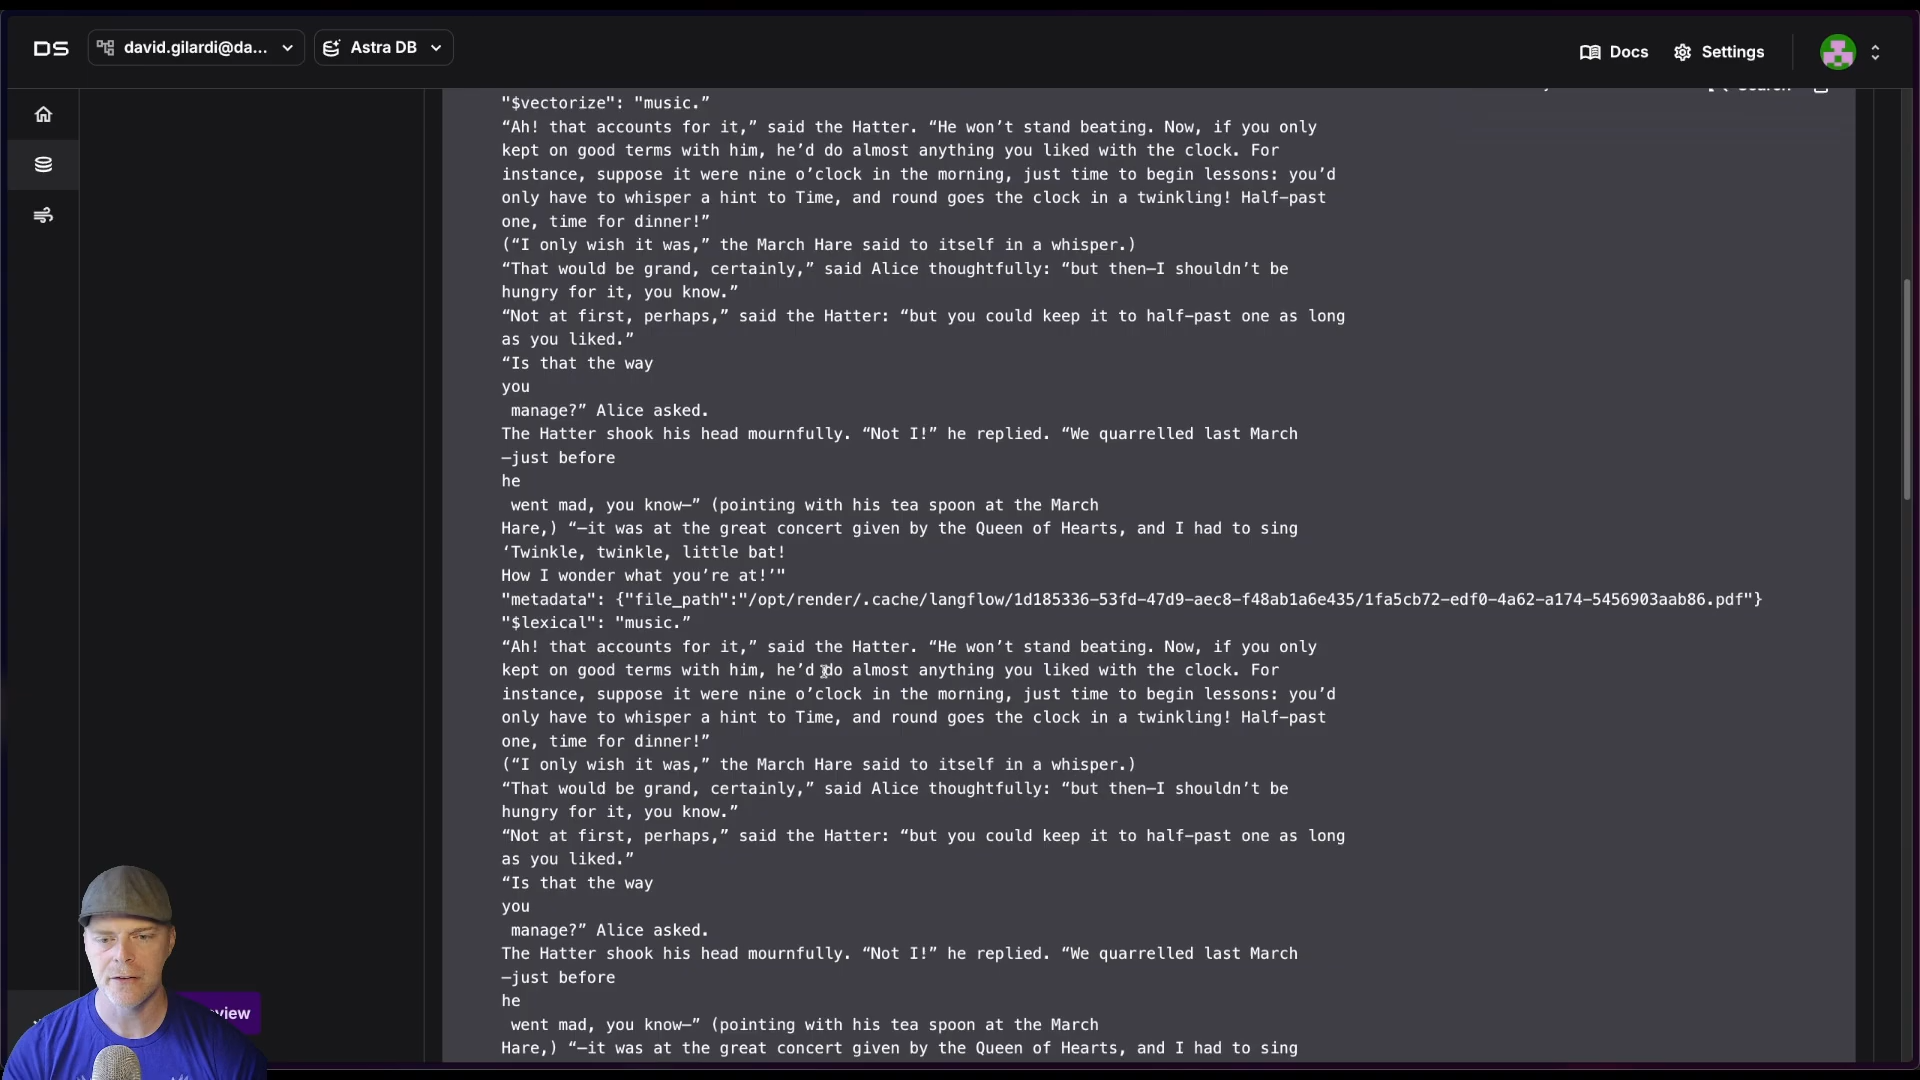 DS
david.gilardi@da...
Astra DB
Docs
Settings
"$vectorize": "music.”
“Ah! that accounts for it,” said the Hatter. “He won’t stand beating. Now, if you only
kept on good terms with him, he’d do almost anything you liked with the clock. For
instance, suppose it were nine o’clock in the morning, just time to begin lessons: you’d
only have to whisper a hint to Time, and round goes the clock in a twinkling! Half-past
one, time for dinner!”
(“I only wish it was,” the March Hare said to itself in a whisper.)
“That would be grand, certainly,” said Alice thoughtfully: “but then—I shouldn’t be
hungry for it, you know.”
“Not at first, perhaps,” said the Hatter: “but you could keep it to half-past one as long
as you liked.”
“Is that the way
you
manage?” Alice asked.
The Hatter shook his head mournfully. “Not I!” he replied. “We quarrelled last March
—just before
he
went mad, you know—” (pointing with his tea spoon at the March
Hare,) “—it was at the great concert given by the Queen of Hearts, and I had to sing
‘Twinkle, twinkle, little bat!
How I wonder what you’re at!’"
"metadata": {"file_path":"/opt/render/.cache/langflow/1d185336-53fd-47d9-aec8-f48ab1a6e435/1fa5cb72-edf0-4a62-a174-5456903aab86.pdf"}
"$lexical": "music.”
“Ah! that accounts for it,” said the Hatter. “He won’t stand beating. Now, if you only
kept on good terms with him, he’d do almost anything you liked with the clock. For
instance, suppose it were nine o’clock in the morning, just time to begin lessons: you’d
only have to whisper a hint to Time, and round goes the clock in a twinkling! Half-past
one, time for dinner!”
(“I only wish it was,” the March Hare said to itself in a whisper.)
“That would be grand, certainly,” said Alice thoughtfully: “but then—I shouldn’t be
hungry for it, you know.”
“Not at first, perhaps,” said the Hatter: “but you could keep it to half-past one as long
as you liked.”
“Is that the way
you
manage?” Alice asked.
The Hatter shook his head mournfully. “Not I!” he replied. “We quarrelled last March
—just before
he
went mad, you know—” (pointing with his tea spoon at the March
Hare,) “—it was at the great concert given by the Queen of Hearts, and I had to sing